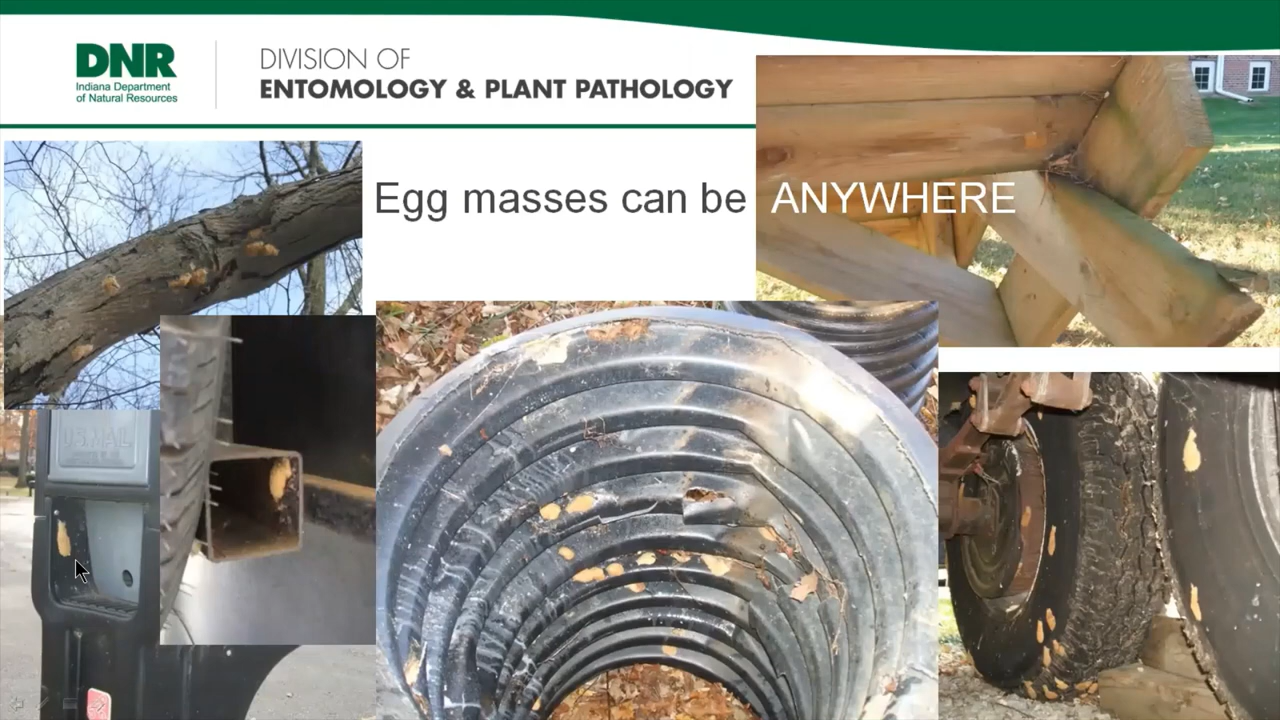 DNR
Indiana Department
of Natural Resources
DIVISION OF
ENTOMOLOGY & PLANT PATHOLOGY
Egg masses can be ANYWHERE
U.S. MAIL